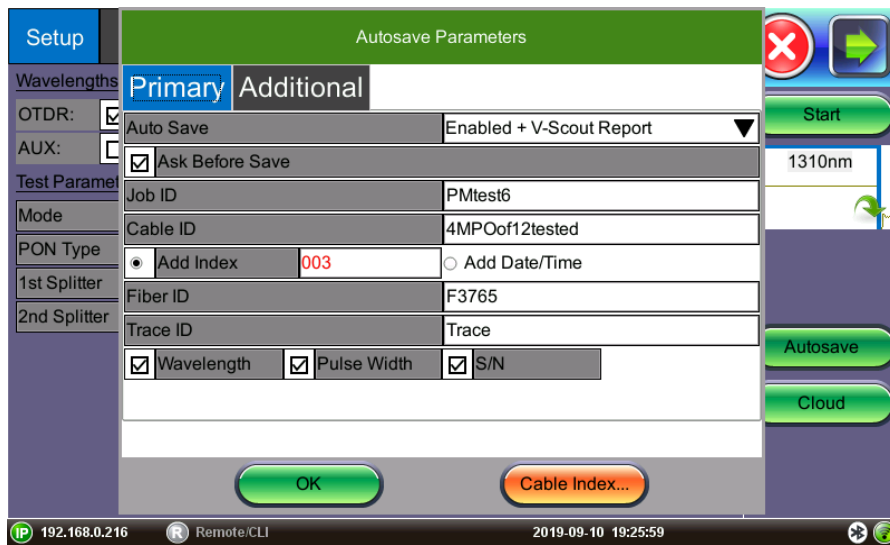 Setup
Autosave Parameters
Wavelengths
Primary Additional
OTDR:
Start
Auto Save Enabled + V-Scout Report
AUX:
Ask Before Save
1310nm
Test Paramet
Job ID PMtest6
Mode
Cable ID 4MPOof12tested
PON Type
Add Index 003 Add Date/Time
1st Splitter
Fiber ID F3765
2nd Splitter
Trace ID Trace
Autosave
Wavelength Pulse Width S/N
Cloud
OK Cable Index...
IP 192.168.0.216 R Remote/CLI 2019-09-10 19:25:59